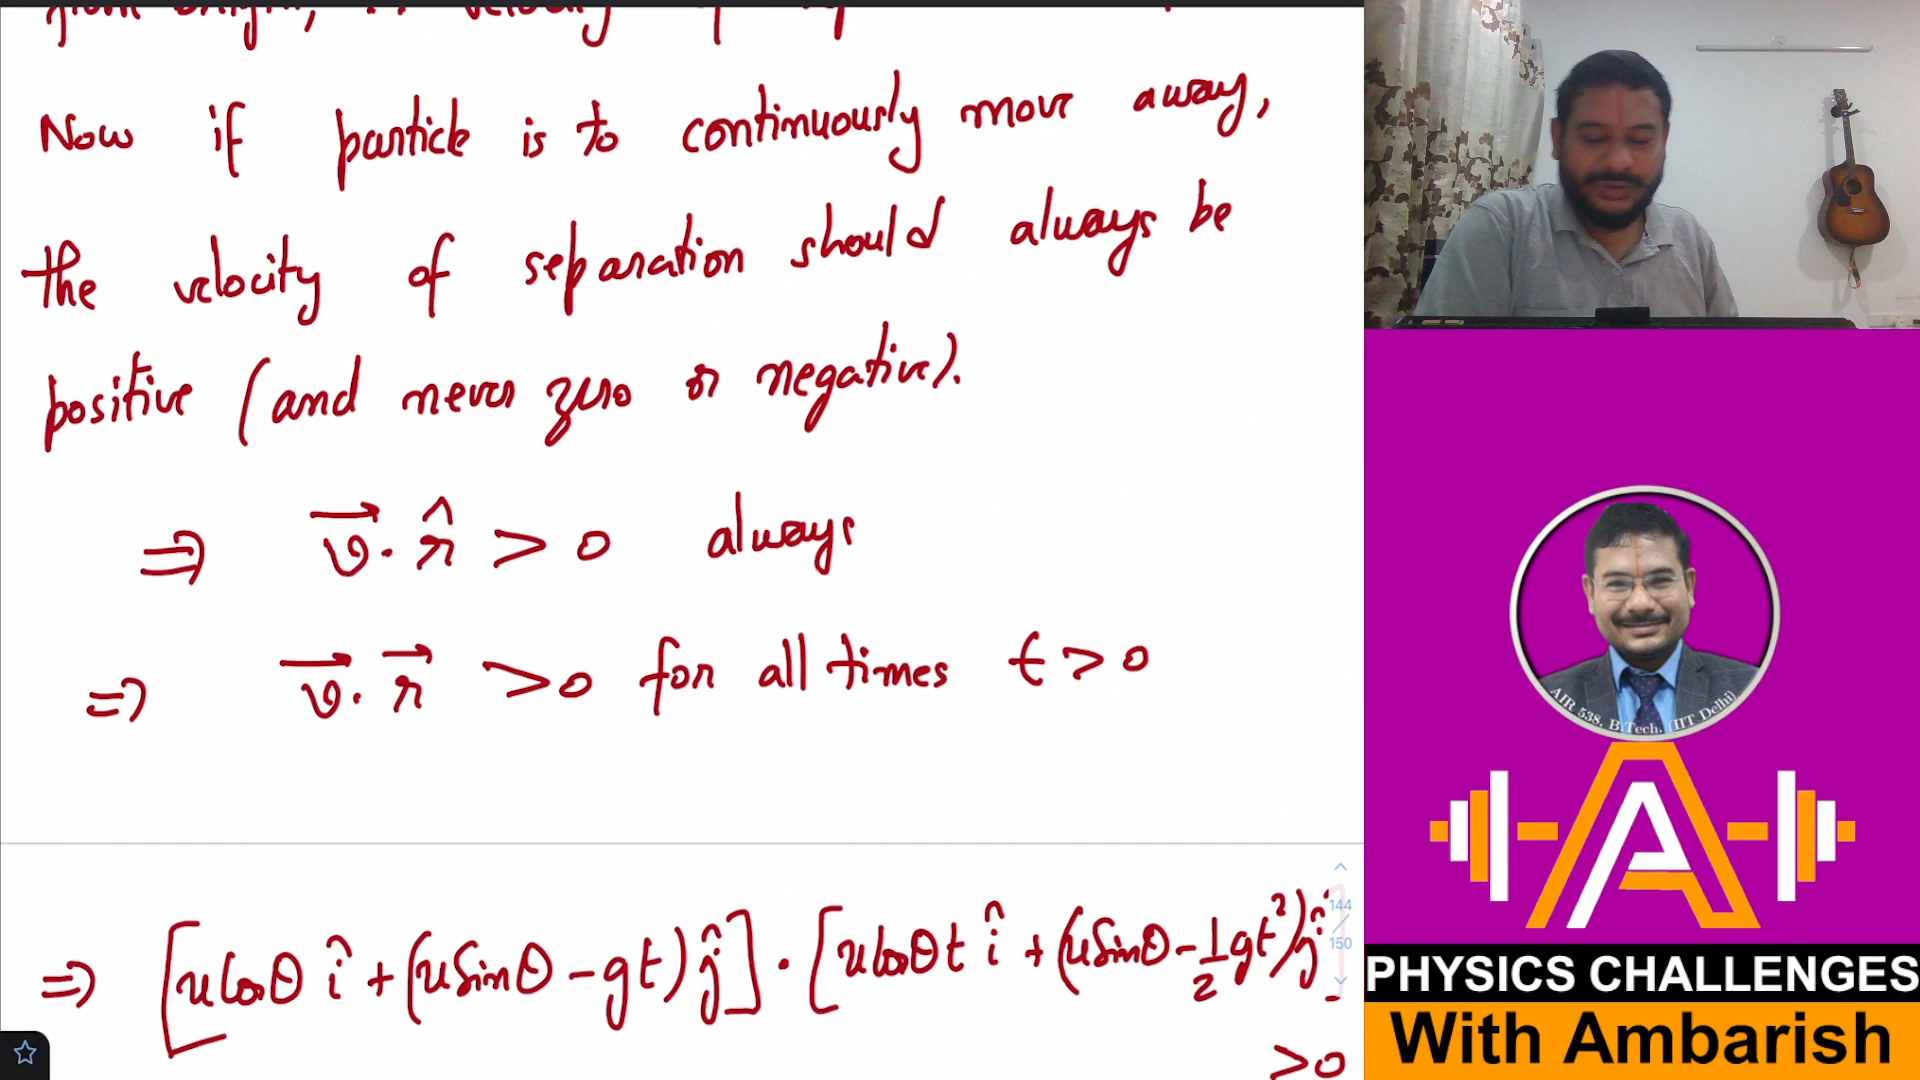 Now if particle is to continuously move away,
the velocity of separation should always be
positive (and never zero or negative).
⇒ v⃗ · r̂ > 0 always
⇒ v⃗ · r⃗ > 0 for all times t > 0
⇒ [u cosθ î + (u sinθ − gt) ĵ] · [u cosθ t î + (u sinθ − ½gt²) ĵ]
> 0
144
150
AIR 538, B.Tech. (IIT Delhi)
A
PHYSICS CHALLENGES
With Ambarish